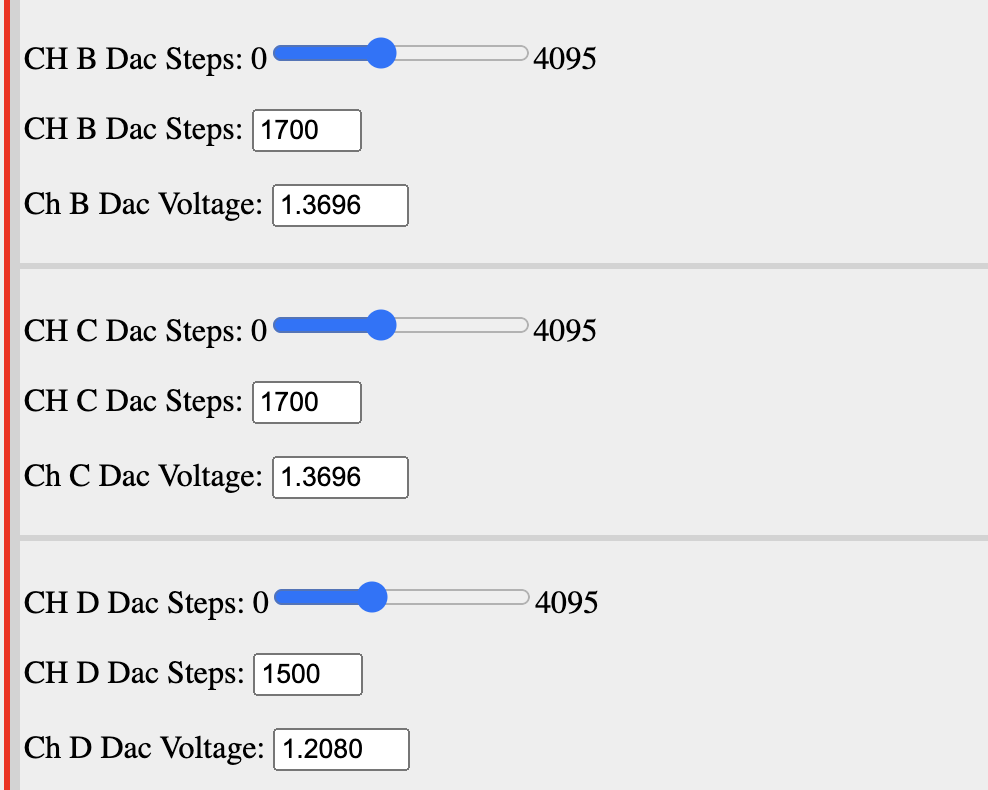 CH B Dac Steps: 0 4095
CH B Dac Steps: 1700
Ch B Dac Voltage: 1.3696
CH C Dac Steps: 0 4095
CH C Dac Steps: 1700
Ch C Dac Voltage: 1.3696
CH D Dac Steps: 0 4095
CH D Dac Steps: 1500
Ch D Dac Voltage: 1.2080